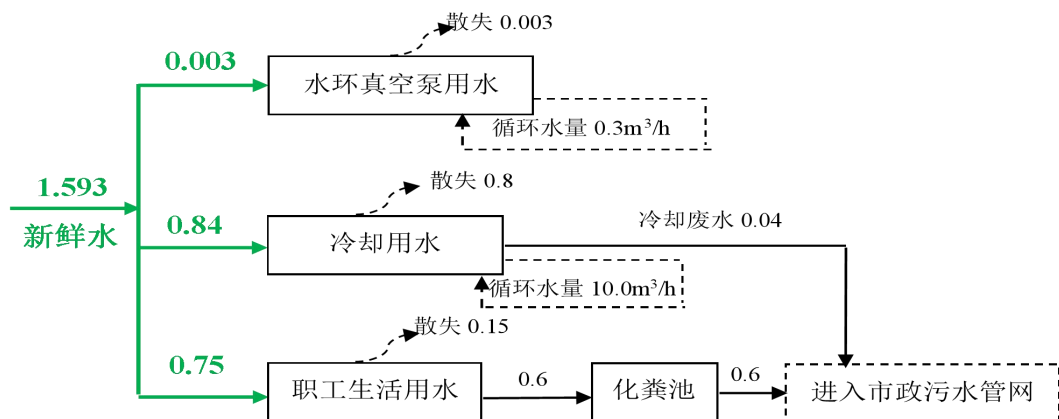 散失 0.003
0.003
水环真空泵用水
循环水量 0.3m³/h
散失 0.8
1.593
新鲜水
0.84
冷却用水
冷却废水 0.04
循环水量 10.0m³/h
散失 0.15
0.75
职工生活用水
0.6
化粪池
0.6
进入市政污水管网